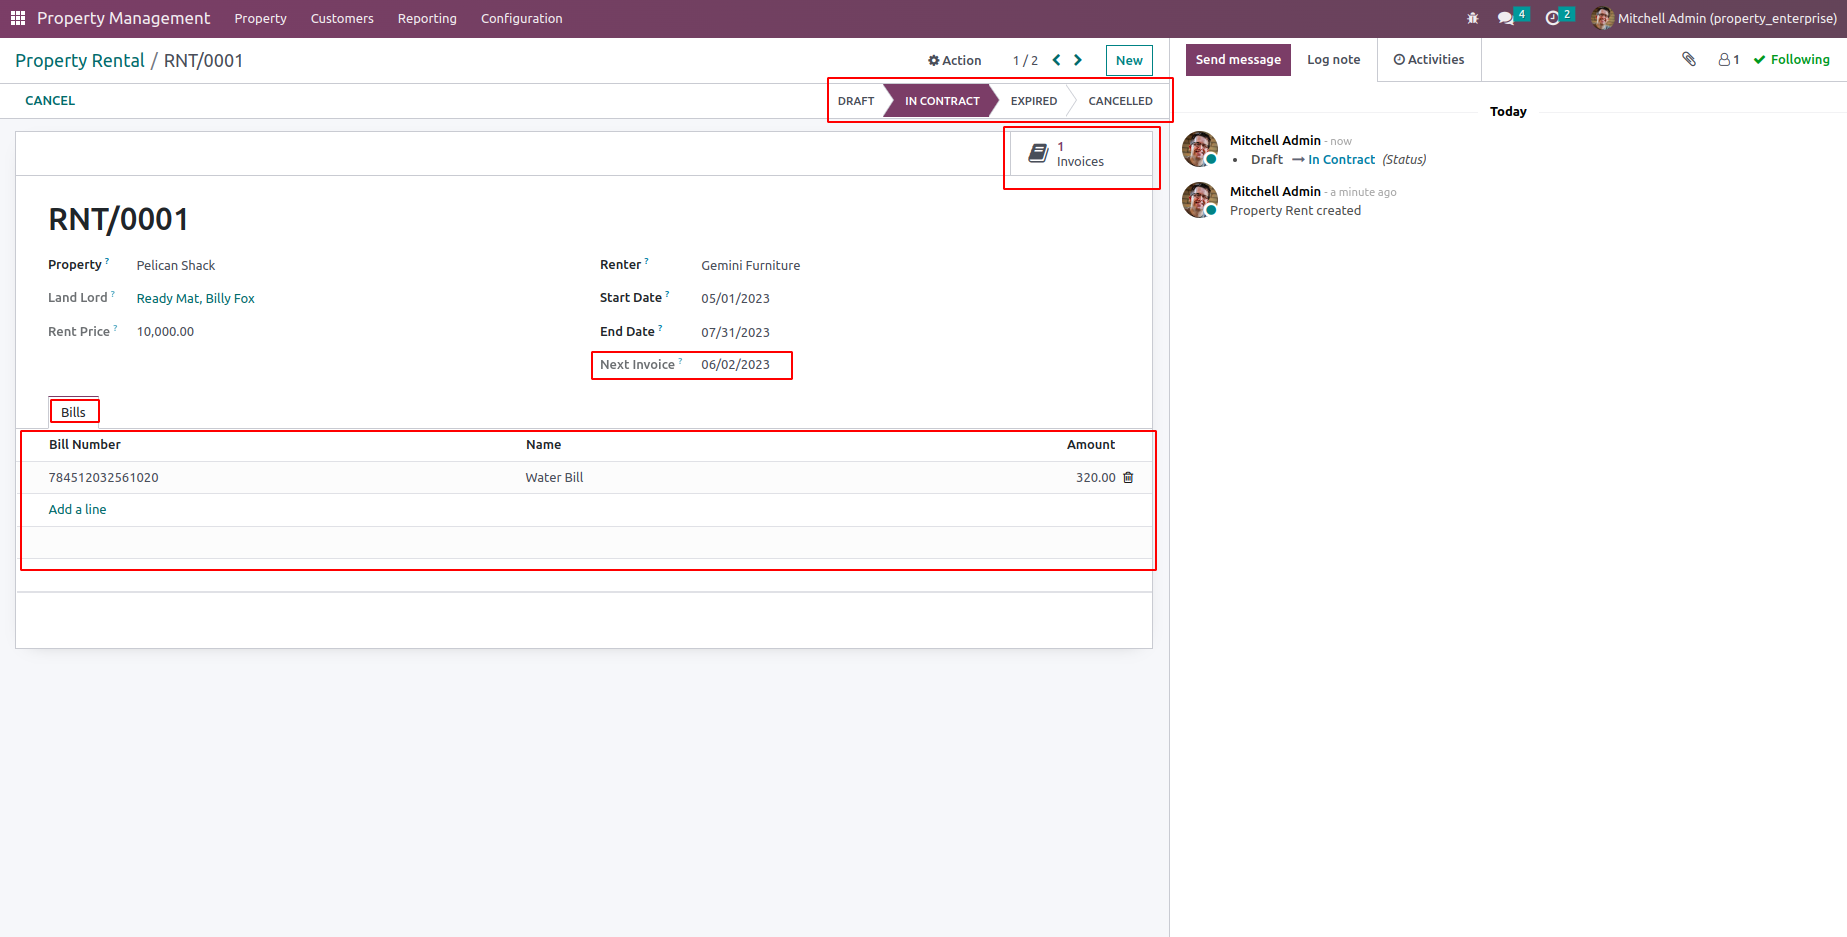 Property Management Property Customers Reporting Configuration 4 2 Mitchell Admin (property_enterprise)
Property Rental / RNT/0001 Action 1 / 2 New
CANCEL DRAFT IN CONTRACT EXPIRED CANCELLED
1
Invoices
RNT/0001
Property ? Pelican Shack Renter ? Gemini Furniture
Land Lord ? Ready Mat, Billy Fox Start Date ? 05/01/2023
Rent Price ? 10,000.00 End Date ? 07/31/2023
Next Invoice ? 06/02/2023
Bills
Bill Number Name Amount
784512032561020 Water Bill 320.00
Add a line
Send message Log note Activities 1 Following
Today
Mitchell Admin - now
• Draft → In Contract (Status)
Mitchell Admin - a minute ago
Property Rent created